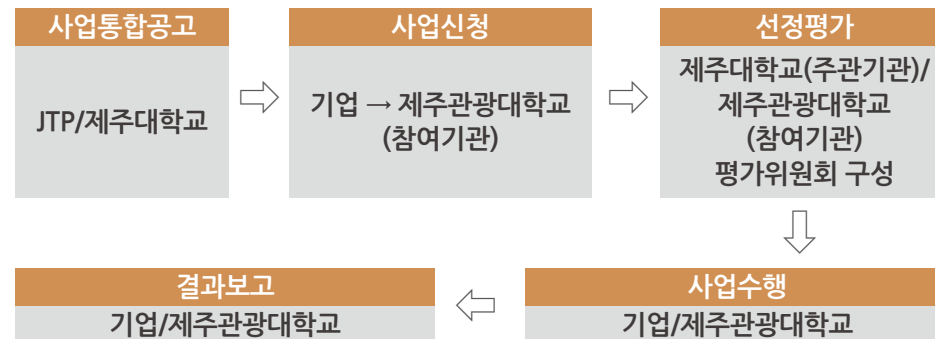 사업통합공고
JTP/제주대학교
사업신청
기업 → 제주관광대학교
(참여기관)
선정평가
제주대학교(주관기관)/
제주관광대학교
(참여기관)
평가위원회 구성
사업수행
기업/제주관광대학교
결과보고
기업/제주관광대학교